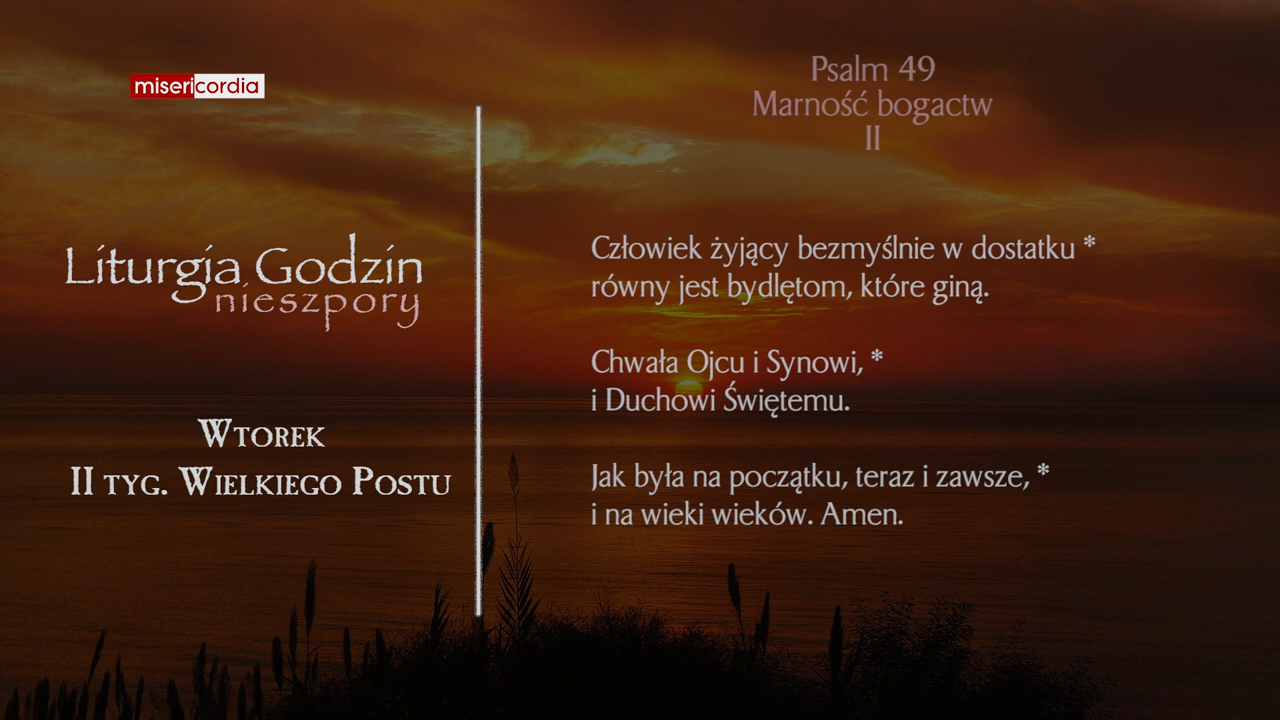 misericordia
Liturgia Godzin
nieszpory
Wtorek
II tyg. Wielkiego Postu
Psalm 49
Marność bogactw
II
Człowiek żyjący bezmyślnie w dostatku *
równy jest bydlętom, które giną.
Chwała Ojcu i Synowi, *
i Duchowi Świętemu.
Jak była na początku, teraz i zawsze, *
i na wieki wieków. Amen.